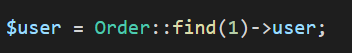 $user = Order::find(1)->user;